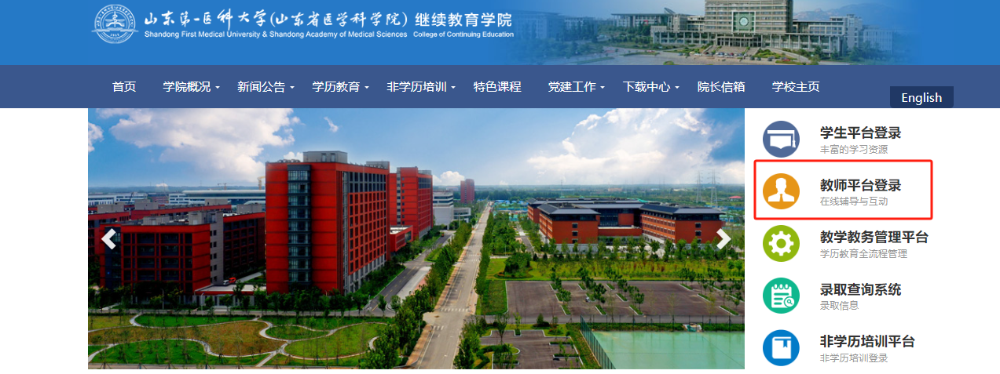 山东第一医科大学(山东省医学科学院) 继续教育学院
Shandong First Medical University & Shandong Academy of Medical Sciences College of Continuing Education
首页 学院概况 新闻公告 学历教育 非学历培训 特色课程 党建工作 下载中心 院长信箱 学校主页
English
学生平台登录
丰富的学习资源
教师平台登录
在线辅导与互动
教学教务管理平台
学历教育全流程管理
录取查询系统
录取信息
非学历培训平台
非学历培训登录